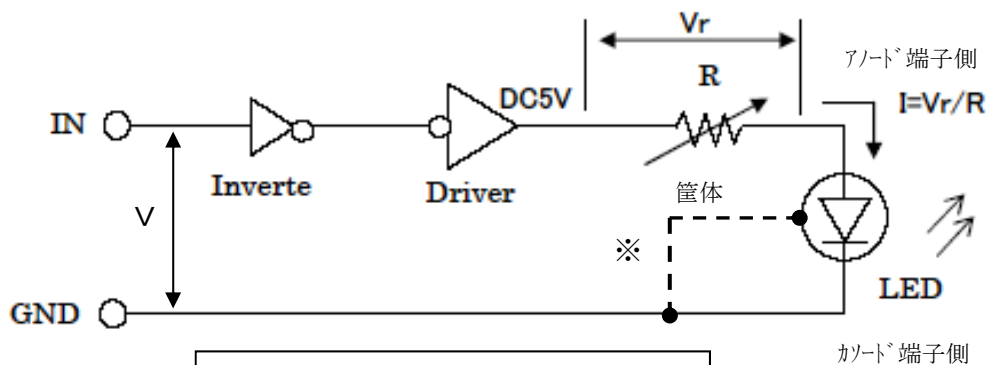 Vr
アノード端子側
R
DC5V
I=Vr/R
IN
Inverte
Driver
筐体
V
※
LED
GND
カソード端子側